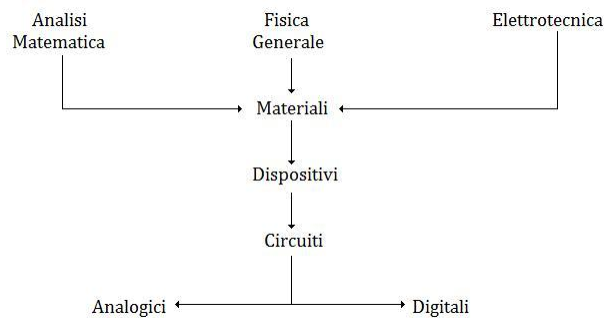 Analisi
Matematica
Fisica
Generale
Elettrotecnica
Materiali
Dispositivi
Circuiti
Analogici
Digitali